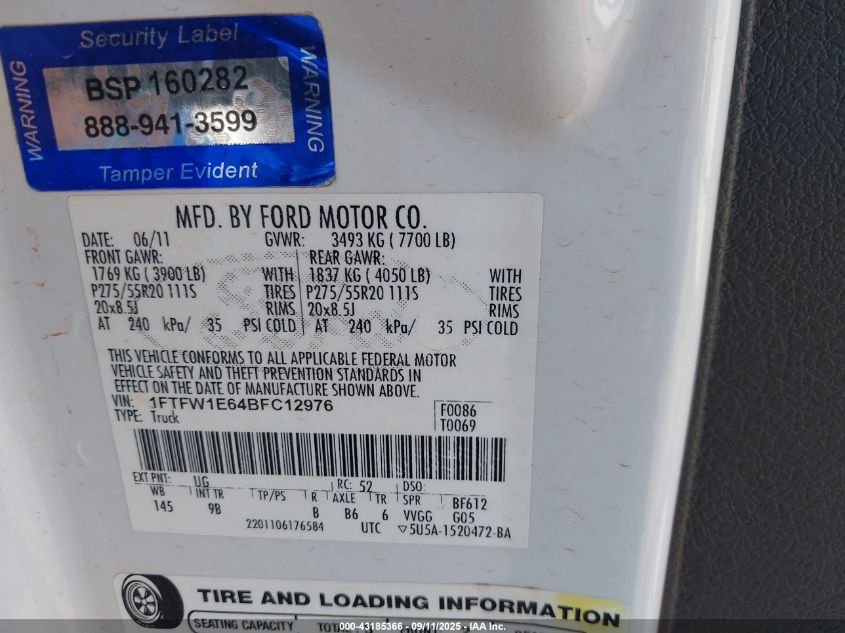 Security Label
WARNING
BSP 160282
888-941-3599
WARNING
Tamper Evident
MFD. BY FORD MOTOR CO.
DATE: 06/11 GVWR: 3493 KG ( 7700 LB)
FRONT GAWR: REAR GAWR:
1769 KG ( 3900 LB) WITH 1837 KG ( 4050 LB) WITH
P275/55R20 111S TIRES P275/55R20 111S TIRES
20x8.5J RIMS 20x8.5J RIMS
AT 240 kPa/ 35 PSI COLD AT 240 kPa/ 35 PSI COLD
THIS VEHICLE CONFORMS TO ALL APPLICABLE FEDERAL MOTOR
VEHICLE SAFETY AND THEFT PREVENTION STANDARDS IN
EFFECT ON THE DATE OF MANUFACTURE SHOWN ABOVE.
VIN: 1FTFW1E64BFC12976 F0086
TYPE: Truck T0069
EXT PNT: UG RC: 52 DSO:
WB INT TR TP/PS R AXLE TR SPR BF612
145 9B B B6 6 VVGG G05
2201106176584 UTC ▽5U5A-1520472-BA
TIRE AND LOADING INFORMATION
SEATING CAPACITY
000-43185366 - 09/11/2025 - IAA Inc.